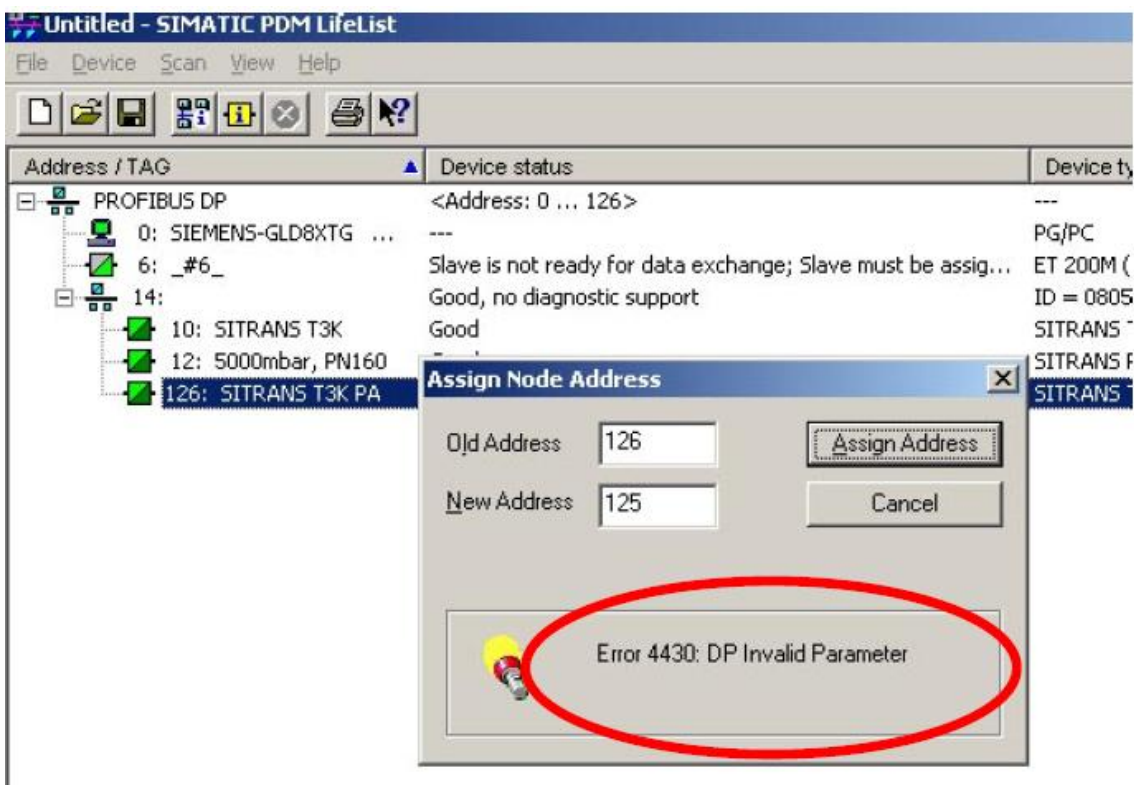 Untitled - SIMATIC PDM LifeList
File Device Scan View Help
Address / TAG Device status Device ty
PROFIBUS DP <Address: 0 ... 126> ---
0: SIEMENS-GLD8XTG ... --- PG/PC
6: _#6_ Slave is not ready for data exchange; Slave must be assig... ET 200M (
14: Good, no diagnostic support ID = 0805
10: SITRANS T3K Good SITRANS
12: 5000mbar, PN160 SITRANS
126: SITRANS T3K PA SITRANS
Assign Node Address
Old Address 126 Assign Address
New Address 125 Cancel
Error 4430: DP Invalid Parameter